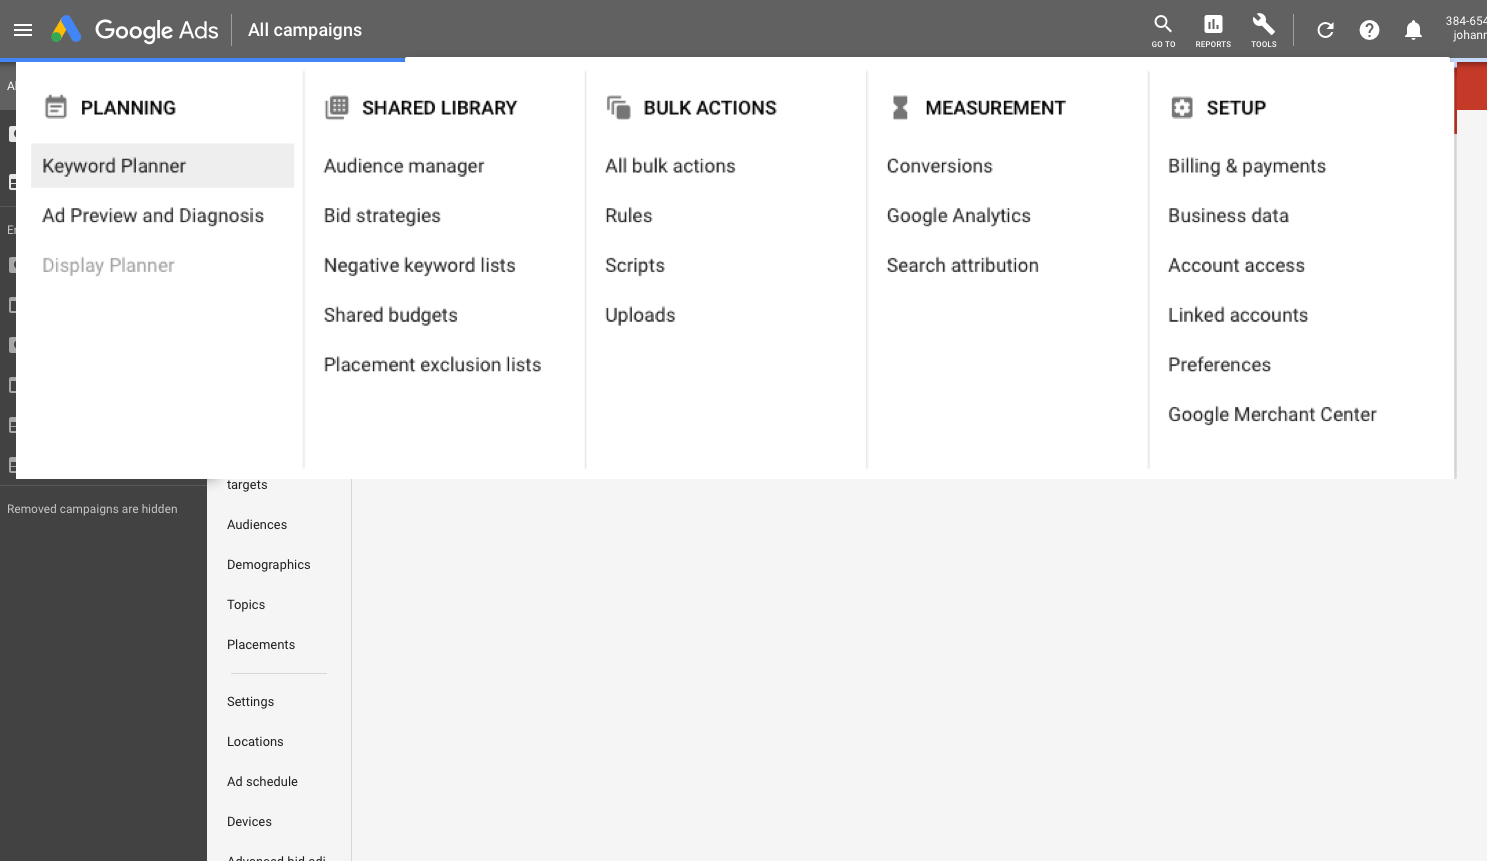 Google Ads
All campaigns
GO TO
REPORTS
TOOLS
384-654
johann
PLANNING
Keyword Planner
Ad Preview and Diagnosis
Display Planner
SHARED LIBRARY
Audience manager
Bid strategies
Negative keyword lists
Shared budgets
Placement exclusion lists
BULK ACTIONS
All bulk actions
Rules
Scripts
Uploads
MEASUREMENT
Conversions
Google Analytics
Search attribution
SETUP
Billing & payments
Business data
Account access
Linked accounts
Preferences
Google Merchant Center
Removed campaigns are hidden
targets
Audiences
Demographics
Topics
Placements
Settings
Locations
Ad schedule
Devices
Advanced bid adj